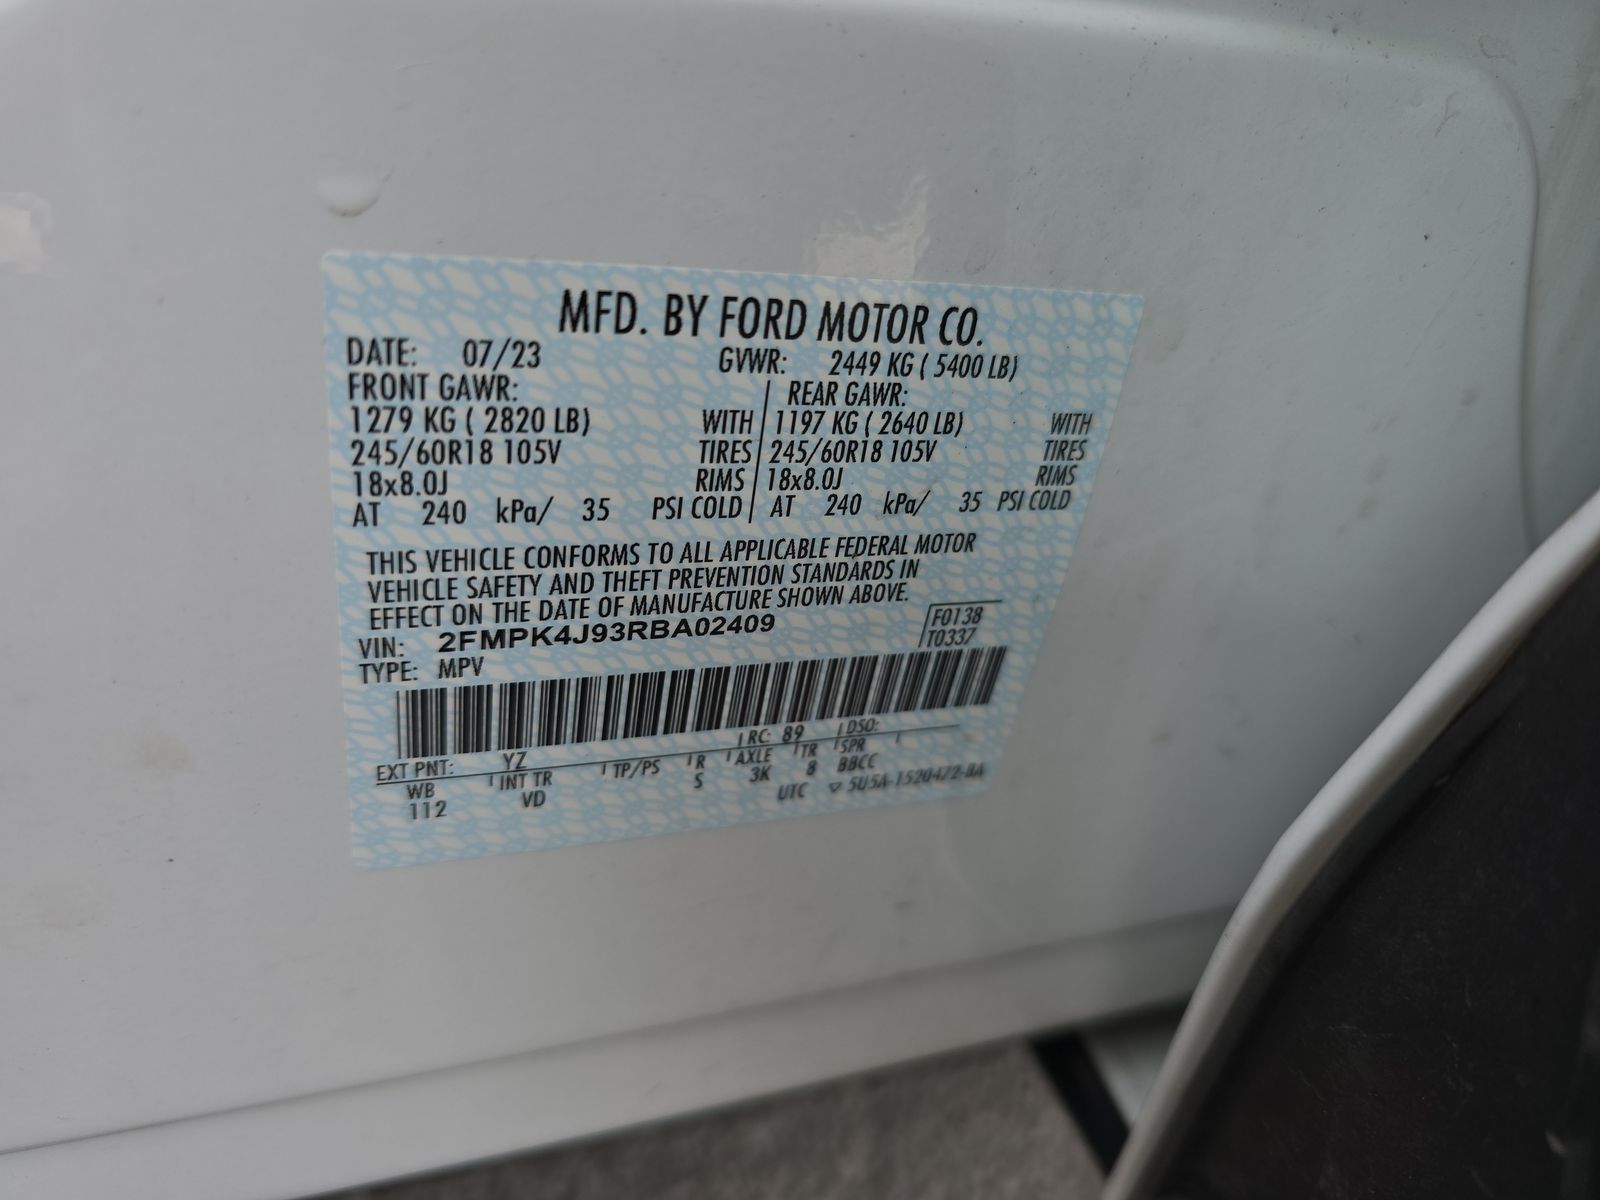 MFD. BY FORD MOTOR CO.
DATE: 07/23 GVWR: 2449 KG ( 5400 LB)
FRONT GAWR: REAR GAWR:
1279 KG ( 2820 LB) WITH 1197 KG ( 2640 LB) WITH
245/60R18 105V TIRES 245/60R18 105V TIRES
18x8.0J RIMS 18x8.0J RIMS
AT 240 kPa/ 35 PSI COLD AT 240 kPa/ 35 PSI COLD
THIS VEHICLE CONFORMS TO ALL APPLICABLE FEDERAL MOTOR
VEHICLE SAFETY AND THEFT PREVENTION STANDARDS IN
EFFECT ON THE DATE OF MANUFACTURE SHOWN ABOVE.
VIN: 2FMPK4J93RBA02409 F0138
TYPE: MPV T0337
EXT PNT: YZ RC: 89 DSO:
WB INT TR TP/PS R AXLE TR SPR
112 VD S 3K 8 BBCC
UTC ▽ 5U5A-1520472-BA